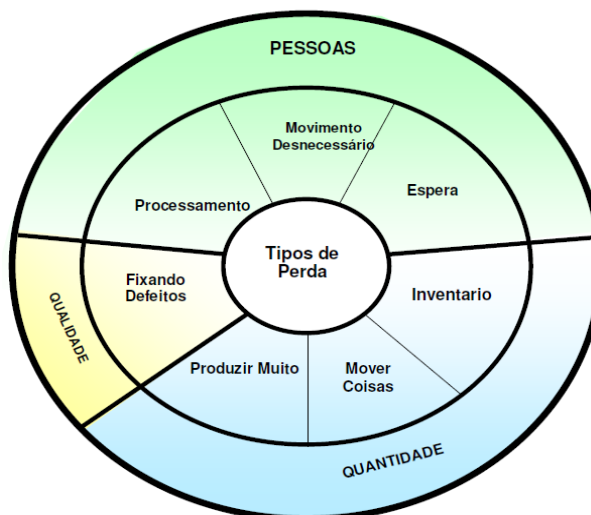 PESSOAS
Movimento
Desnecessário
Processamento
Espera
Tipos de
Perda
Fixando
Defeitos
Inventario
QUALIDADE
Produzir Muito
Mover
Coisas
QUANTIDADE